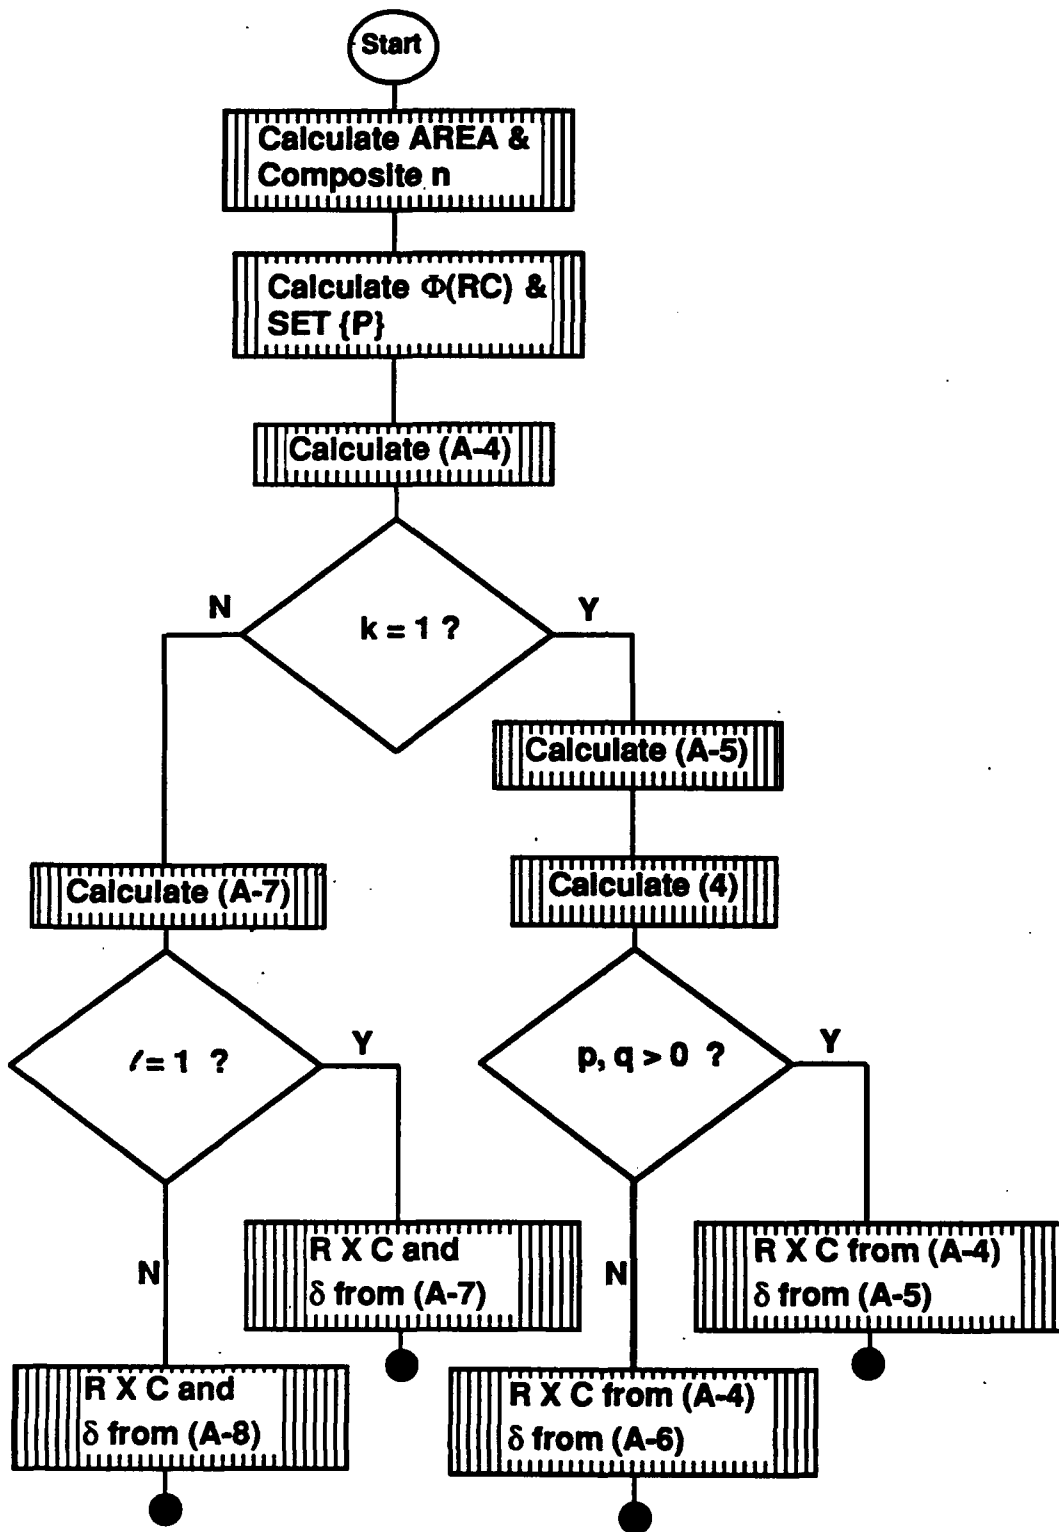 Start
Calculate AREA &
Composite n
Calculate Φ(RC) &
SET {P}
Calculate (A-4)
N
k = 1 ?
Y
Calculate (A-5)
Calculate (A-7)
Calculate (4)
ℓ = 1 ?
Y
p, q > 0 ?
Y
N
R X C and
δ from (A-7)
N
R X C from (A-4)
δ from (A-5)
R X C and
δ from (A-8)
R X C from (A-4)
δ from (A-6)